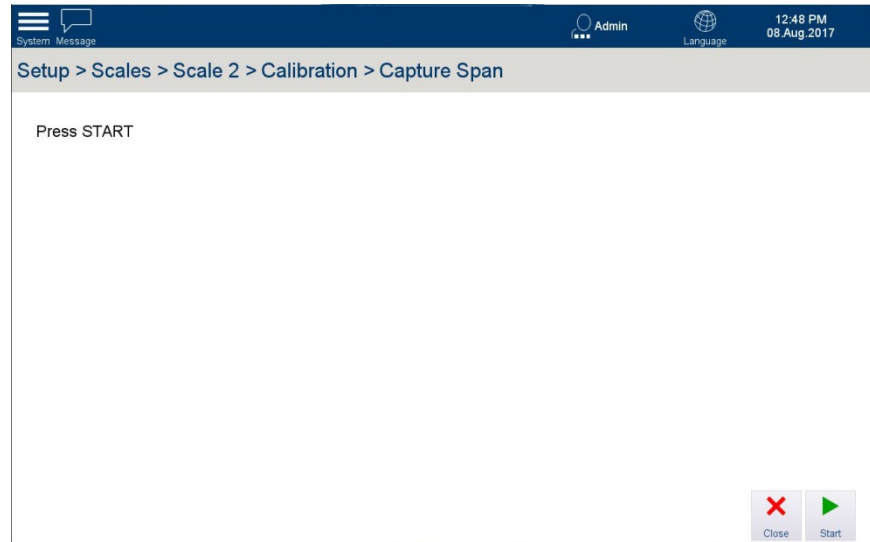 System Message
Admin
Language
12:48 PM
08.Aug.2017
Setup > Scales > Scale 2 > Calibration > Capture Span
Press START
Close Start